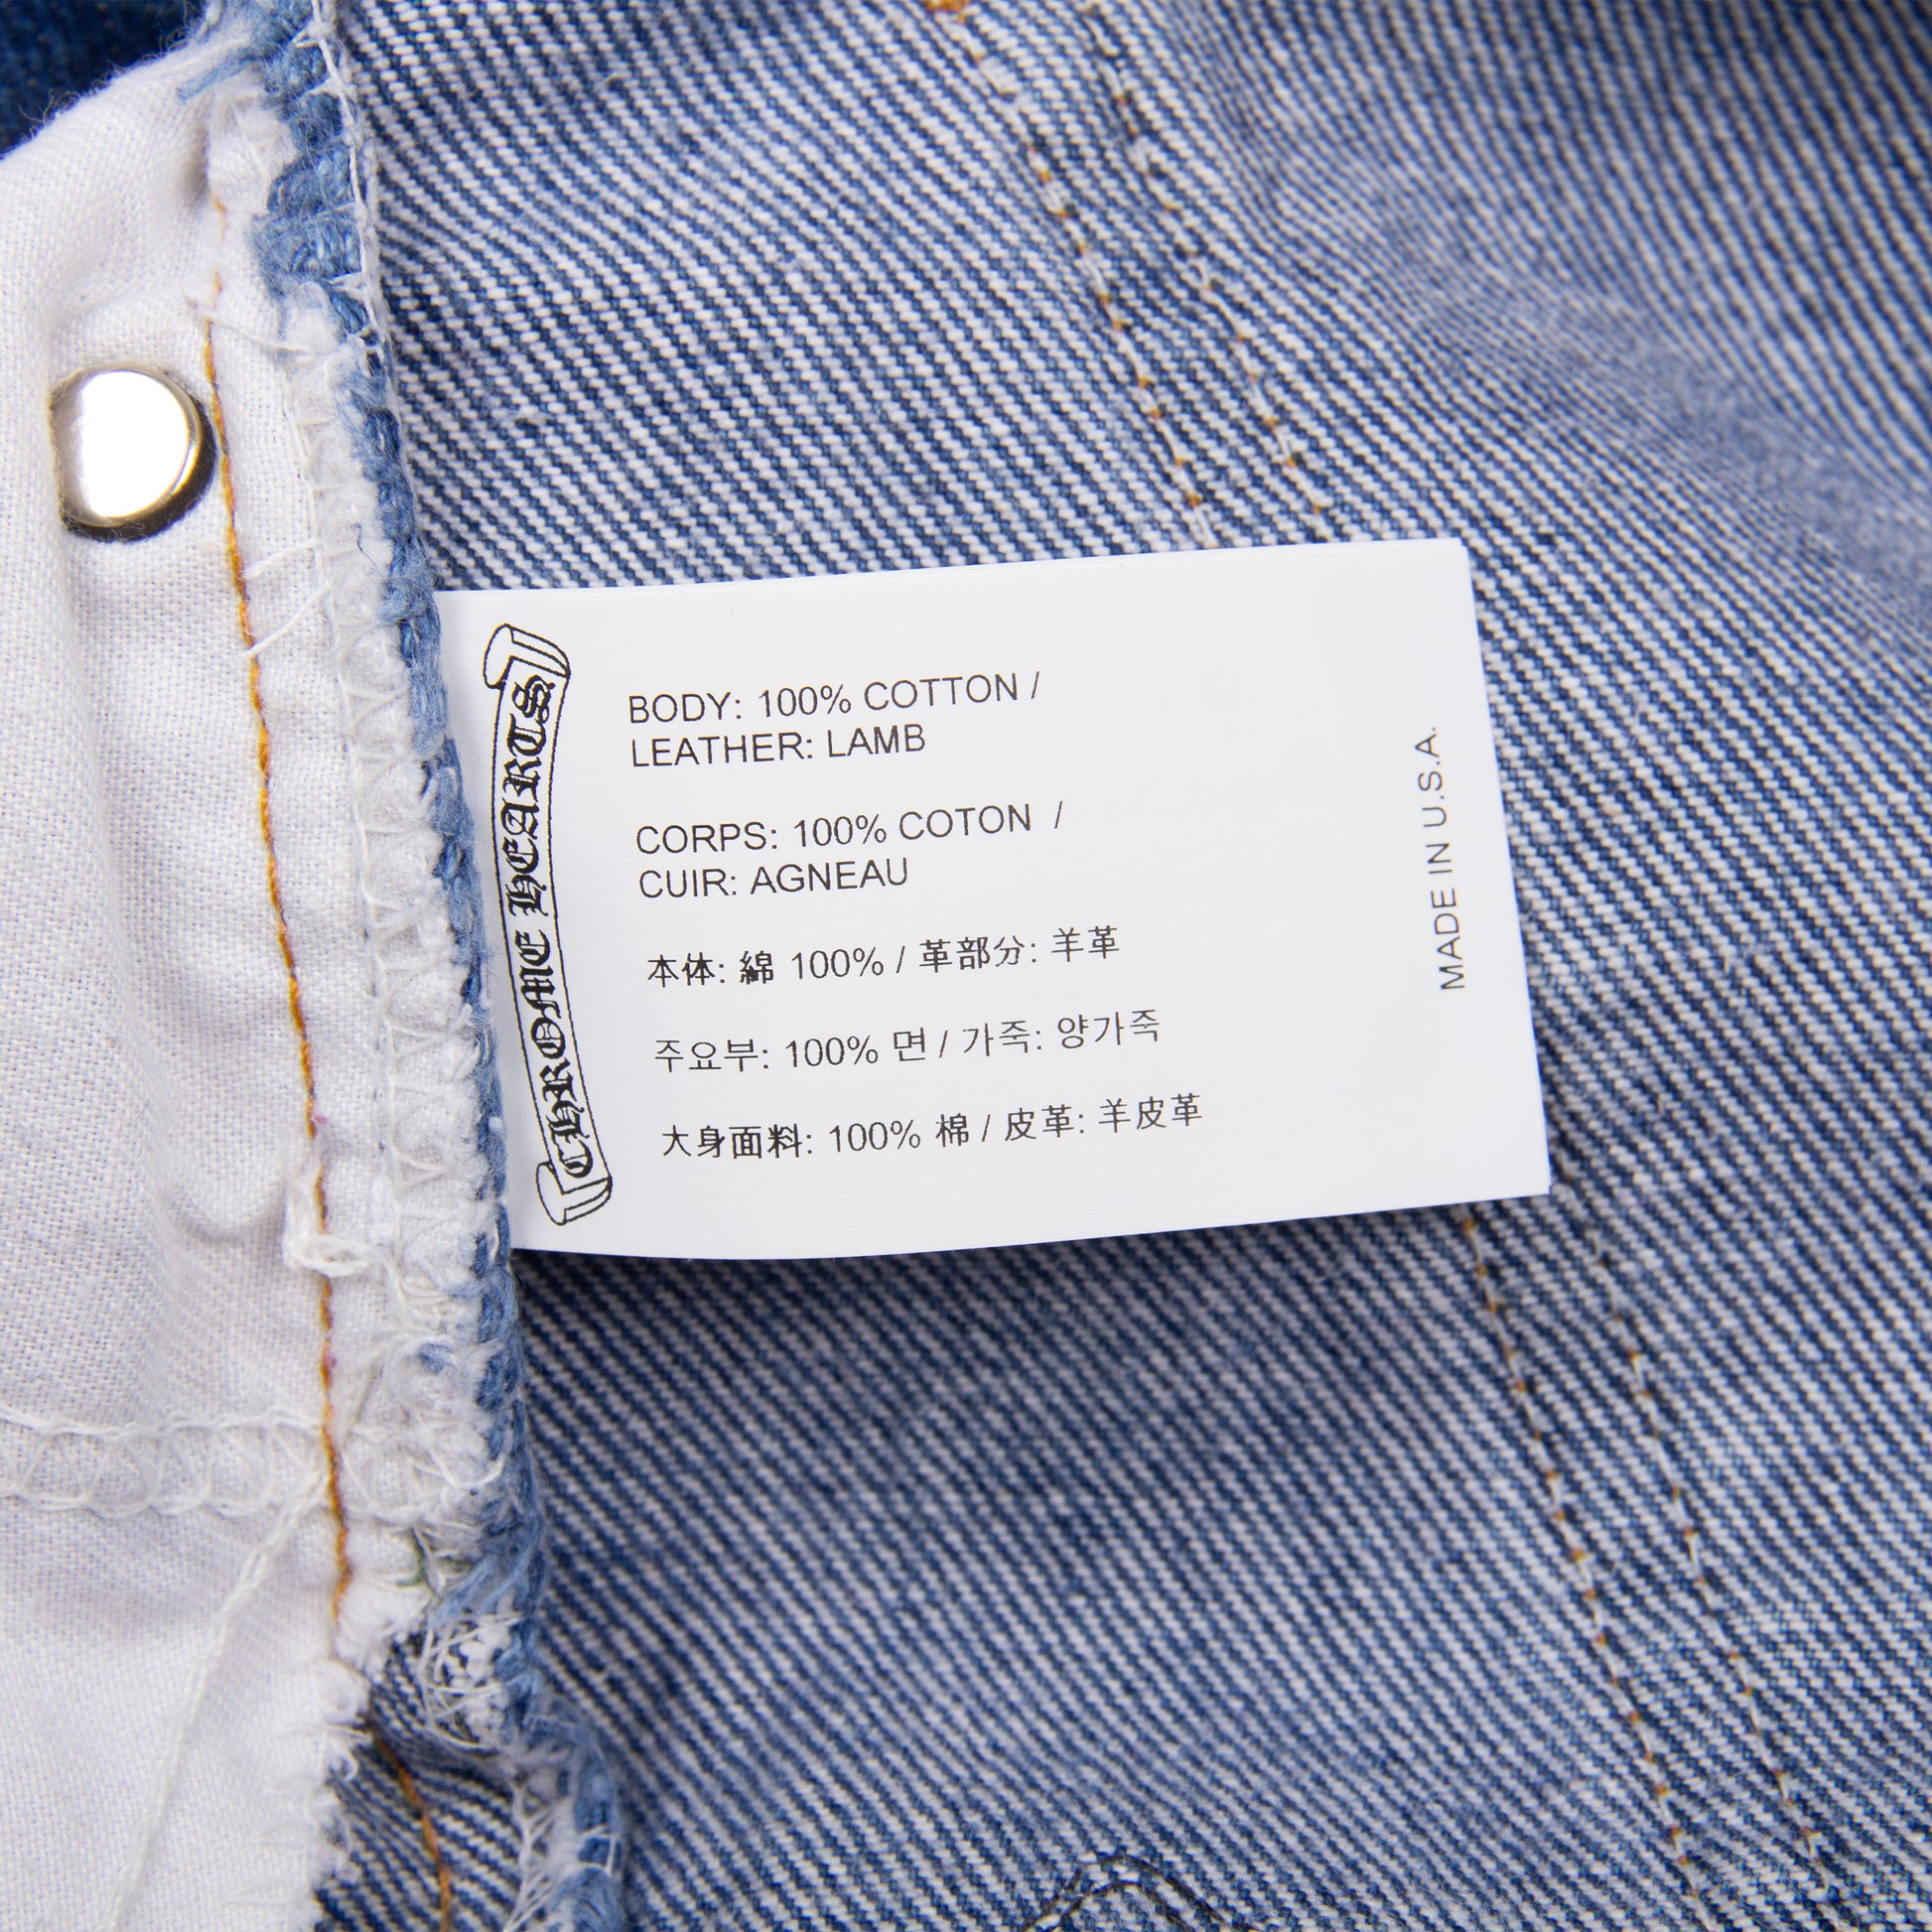 CHROME HEARTS
BODY: 100% COTTON /
LEATHER: LAMB
CORPS: 100% COTON /
CUIR: AGNEAU
本体: 綿 100% / 革部分: 羊革
주요부: 100% 면 / 가죽: 양가죽
大身面料: 100% 棉 / 皮革: 羊皮革
MADE IN U.S.A.